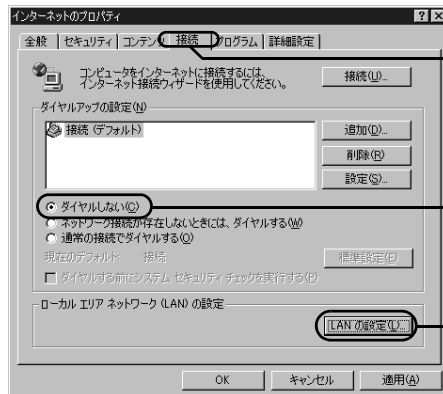 インターネットのプロパティ
全般 セキュリティ コンテンツ 接続 プログラム 詳細設定
コンピュータをインターネットに接続するには、
インターネット接続ウィザードを使用してください。
接続(U)...
ダイヤルアップの設定(N)
接続 (デフォルト)
追加(D)...
削除(R)
設定(S)...
ダイヤルしない(C)
ネットワーク接続が存在しないときには、ダイヤルする(W)
通常の接続でダイヤルする(O)
現在のデフォルト: 接続
標準設定(E)
ダイヤルする前にシステム セキュリティ チェックを実行する(P)
ローカル エリア ネットワーク (LAN) の設定
LAN の設定(L)...
OK キャンセル 適用(A)